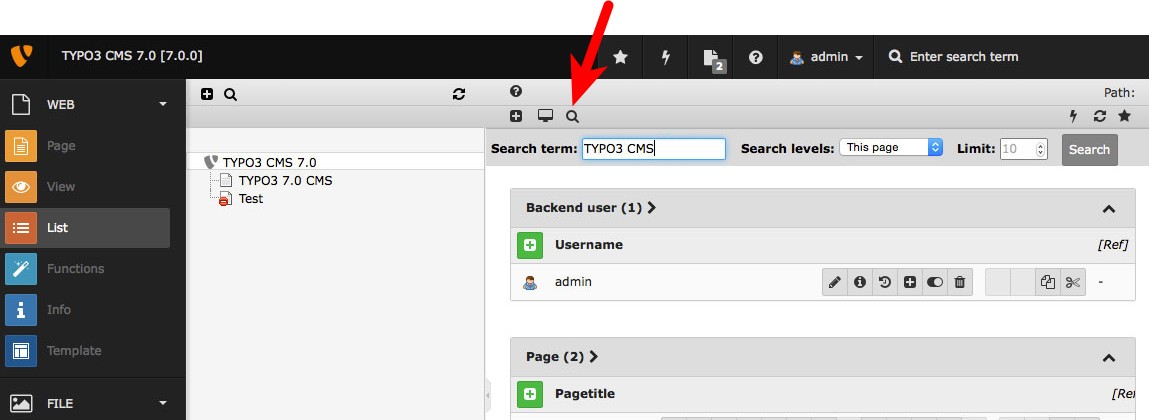 TYPO3 CMS 7.0 [7.0.0]
2
admin
Enter search term
WEB
Page
View
List
Functions
Info
Template
FILE
TYPO3 CMS 7.0
TYPO3 7.0 CMS
Test
Path:
Search term: TYPO3 CMS Search levels: This page Limit: 10 Search
Backend user (1)
Username [Ref]
admin -
Page (2)
Pagetitle [Ref